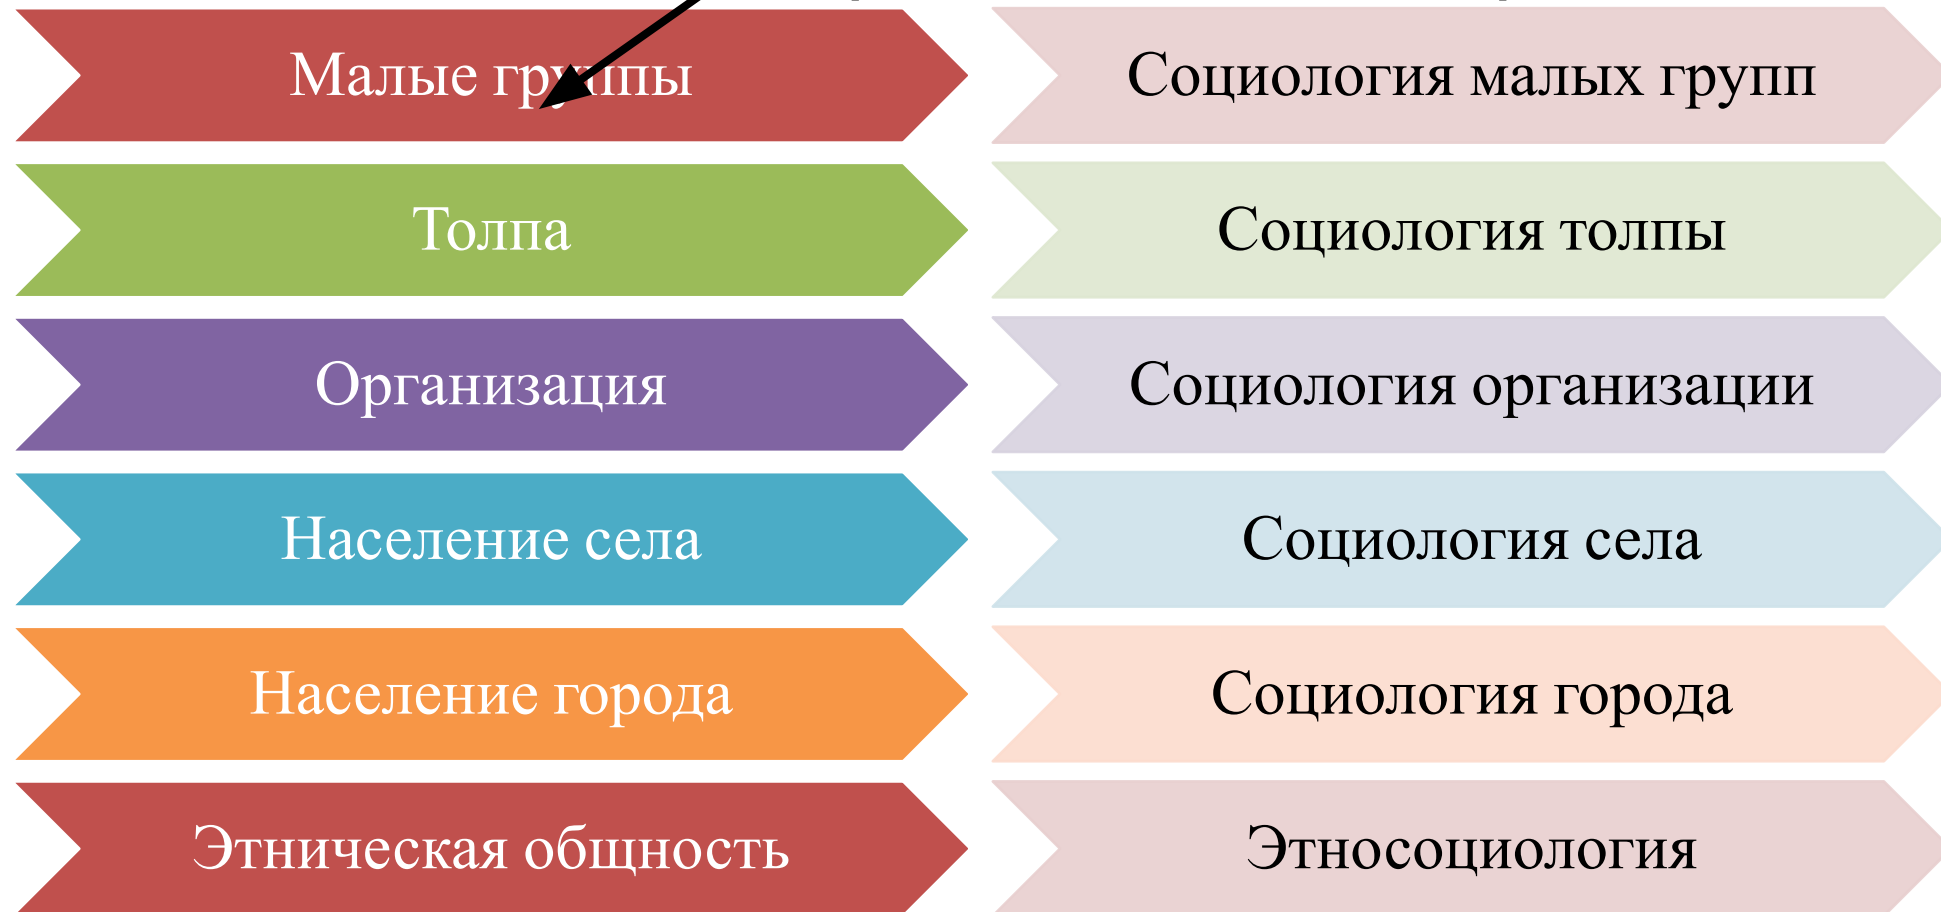 Малые группы
Социология малых групп
Толпа
Социология толпы
Организация
Социология организации
Население села
Социология села
Население города
Социология города
Этническая общность
Этносоциология